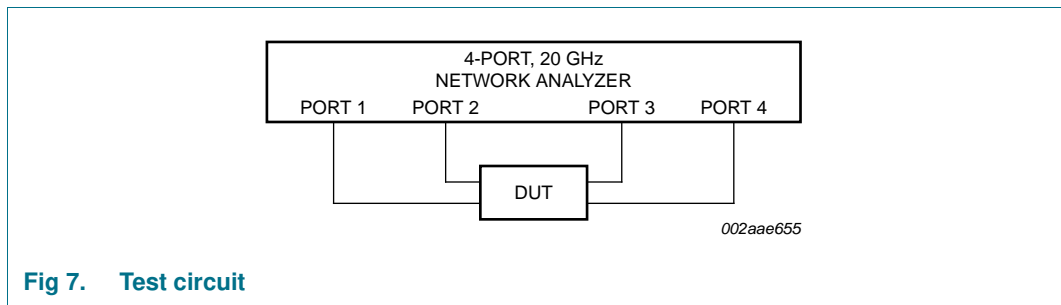 4-PORT, 20 GHz
NETWORK ANALYZER
PORT 1 PORT 2 PORT 3 PORT 4
DUT
002aae655
Fig 7. Test circuit